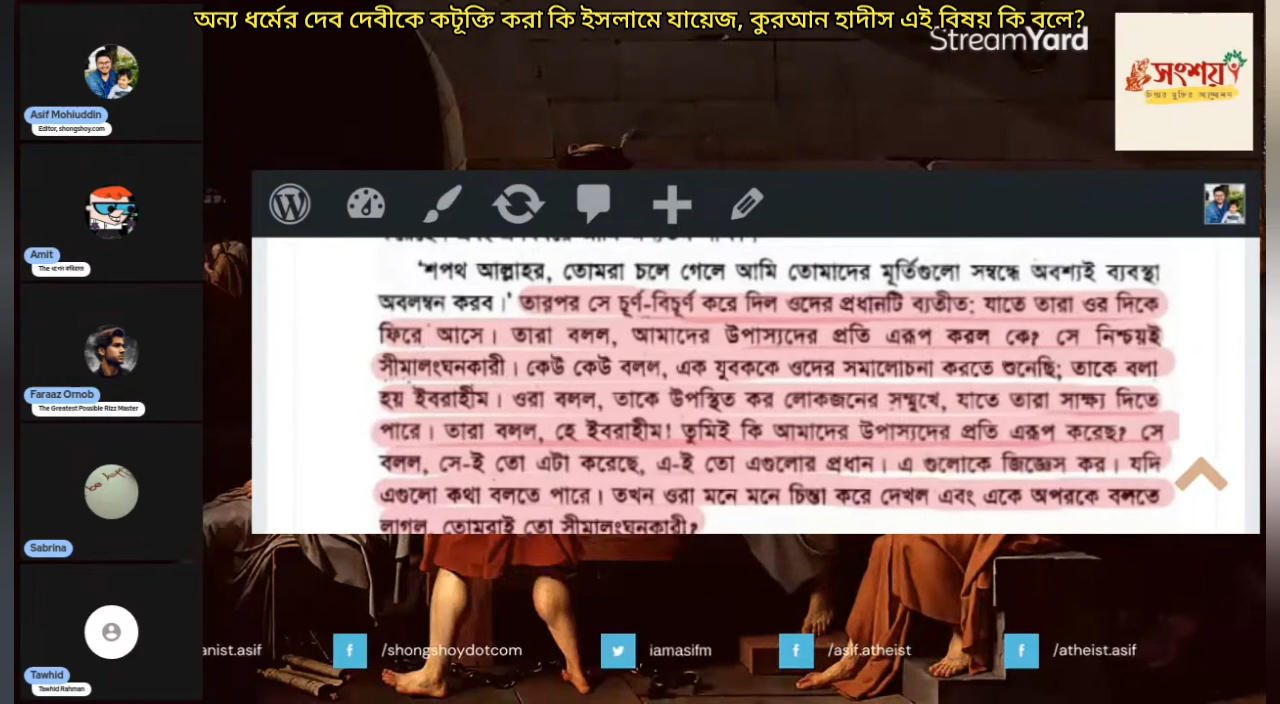 অন্য ধর্মের দেব দেবীকে কটূক্তি করা কি ইসলামে যায়েজ, কুরআন হাদীস এই বিষয় কি বলে?
StreamYard
সংশয়
চিন্তার মুক্তির আন্দোলন
Asif Mohiuddin
Editor, shongshoy.com
Amit
The
Faraaz Ornob
The Greatest Possible Rizz Master
Sabrina
Tawhid
Tawhid Rahman
‘শপথ আল্লাহর, তোমরা চলে গেলে আমি তোমাদের মূর্তিগুলো সম্বন্ধে অবশ্যই ব্যবস্থা
অবলম্বন করব।’ তারপর সে চূর্ণ-বিচূর্ণ করে দিল ওদের প্রধানটি ব্যতীত; যাতে তারা ওর দিকে
ফিরে আসে। তারা বলল, আমাদের উপাস্যদের প্রতি এরূপ করল কে? সে নিশ্চয়ই
সীমালংঘনকারী। কেউ কেউ বলল, এক যুবককে ওদের সমালোচনা করতে শুনেছি; তাকে বলা
হয় ইবরাহীম। ওরা বলল, তাকে উপস্থিত কর লোকজনের সম্মুখে, যাতে তারা সাক্ষ্য দিতে
পারে। তারা বলল, হে ইবরাহীম! তুমিই কি আমাদের উপাস্যদের প্রতি এরূপ করেছ? সে
বলল, সে-ই তো এটা করেছে, এ-ই তো এগুলোর প্রধান। এ গুলোকে জিজ্ঞেস কর। যদি
এগুলো কথা বলতে পারে। তখন ওরা মনে মনে চিন্তা করে দেখল এবং একে অপরকে বলতে
লাগল, তোমরাই তো সীমালংঘনকারী?
anist.asif
/shongshoydotcom
iamasifm
/asif.atheist
/atheist.asif